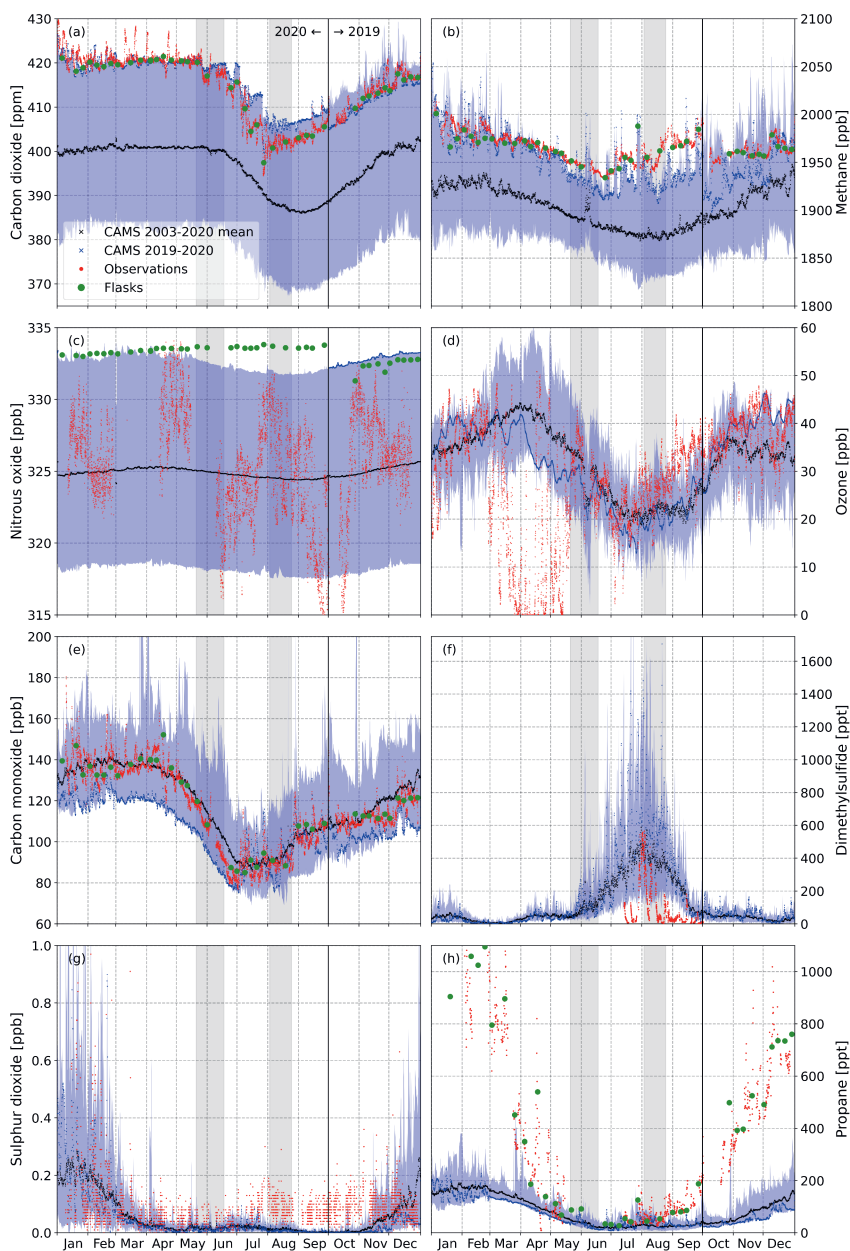 (a)
2020 ← → 2019
430
420
410
400
390
380
370
Carbon dioxide [ppm]
CAMS 2003-2020 mean
CAMS 2019-2020
Observations
Flasks
(b)
2100
2050
2000
1950
1900
1850
1800
Methane [ppb]
(c)
335
330
325
320
315
Nitrous oxide [ppb]
(d)
60
50
40
30
20
10
0
Ozone [ppb]
(e)
200
180
160
140
120
100
80
60
Carbon monoxide [ppb]
(f)
1600
1400
1200
1000
800
600
400
200
0
Dimethylsulfide [ppt]
(g)
1.0
0.8
0.6
0.4
0.2
0.0
Sulphur dioxide [ppb]
Jan Feb Mar Apr May Jun Jul Aug Sep Oct Nov Dec
(h)
1000
800
600
400
200
0
Propane [ppt]
Jan Feb Mar Apr May Jun Jul Aug Sep Oct Nov Dec